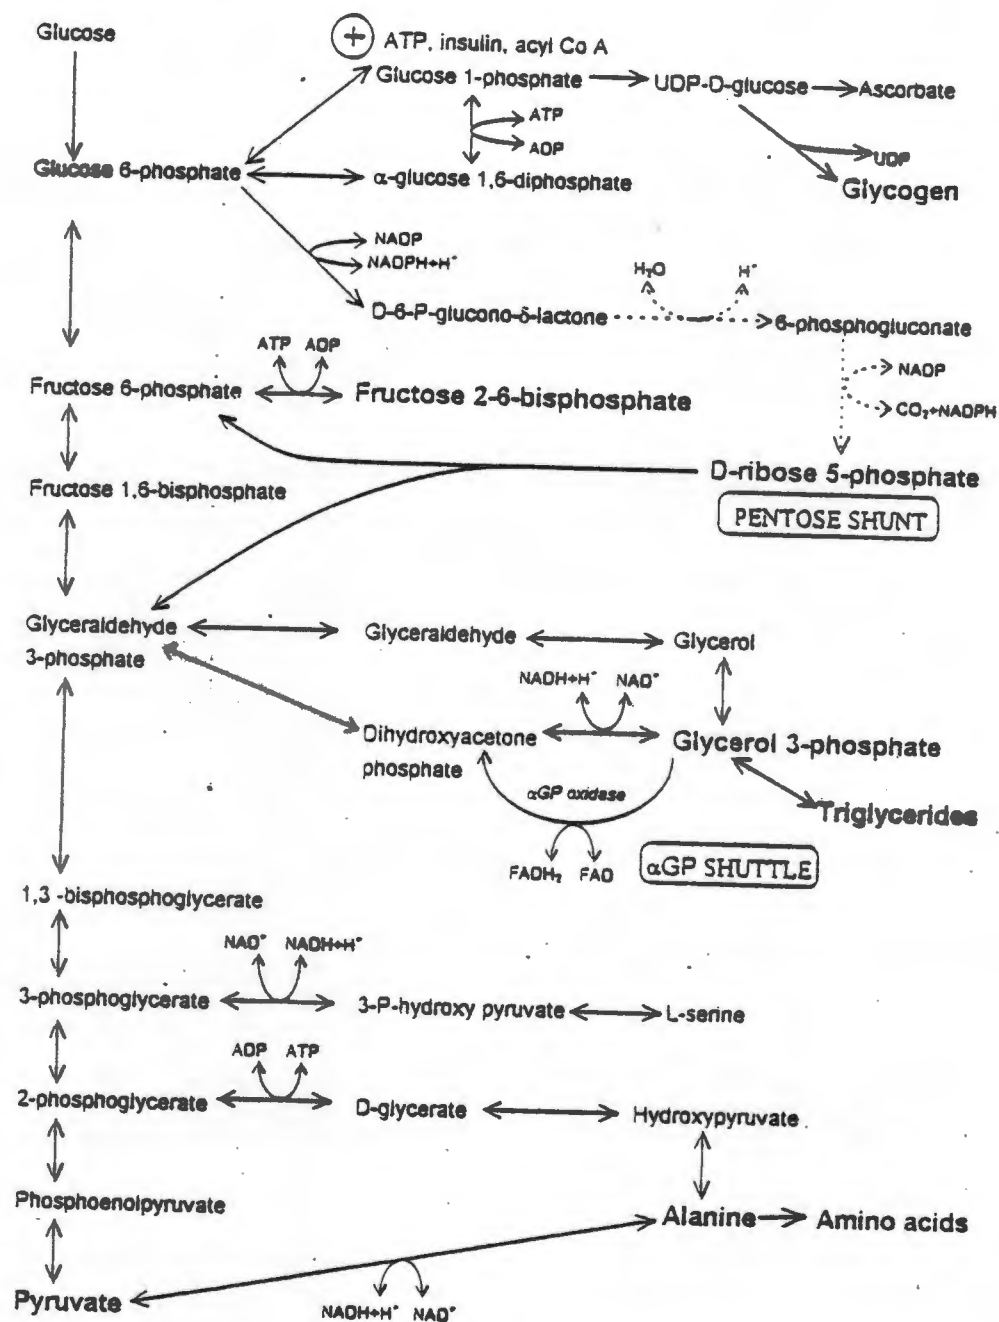 Glucose
+ ATP, insulin, acyl Co A
Glucose 1-phosphate
UDP-D-glucose
Ascorbate
ATP
ADP
UDP
Glucose 6-phosphate
α-glucose 1,6-diphosphate
Glycogen
NADP
NADPH+H⁺
H₂O
H⁺
D-6-P-glucono-δ-lactone
6-phosphogluconate
ATP ADP
NADP
Fructose 6-phosphate
Fructose 2-6-bisphosphate
CO₂+NADPH
D-ribose 5-phosphate
Fructose 1,6-bisphosphate
PENTOSE SHUNT
Glyceraldehyde
3-phosphate
Glyceraldehyde
Glycerol
NADH+H⁺ NAD⁺
Dihydroxyacetone
phosphate
Glycerol 3-phosphate
αGP oxidase
Triglycerides
FADH₂ FAD
αGP SHUTTLE
1,3 -bisphosphoglycerate
NAD⁺ NADH+H⁺
3-phosphoglycerate
3-P-hydroxy pyruvate
L-serine
ADP ATP
2-phosphoglycerate
D-glycerate
Hydroxypyruvate
Phosphoenolpyruvate
Alanine
Amino acids
Pyruvate
NADH+H⁺ NAD⁺